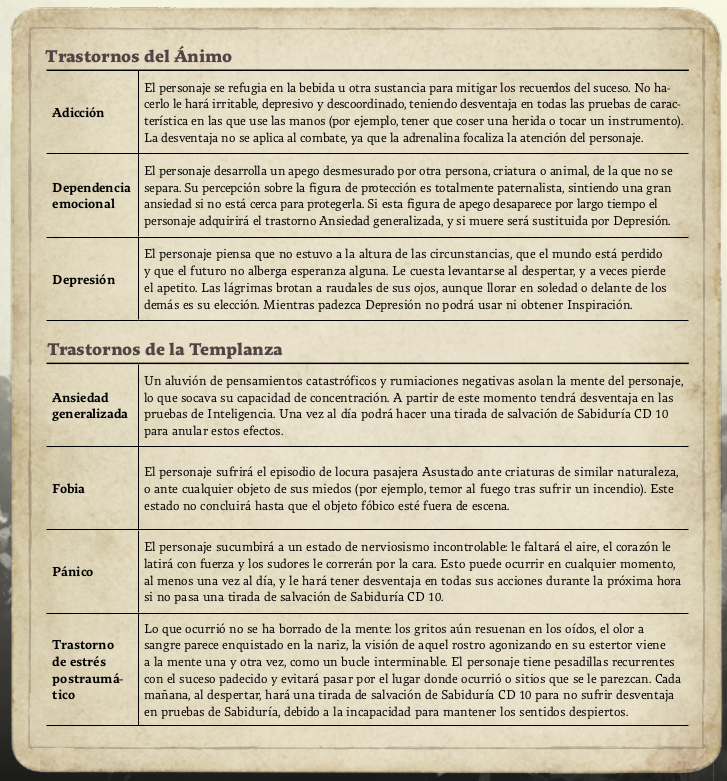 Trastornos del Ánimo
Adicción
El personaje se refugia en la bebida u otra sustancia para mitigar los recuerdos del suceso. No ha-
cerlo le hará irritable, depresivo y descoordinado, teniendo desventaja en todas las pruebas de carac-
terística en las que use las manos (por ejemplo, tener que coser una herida o tocar un instrumento).
La desventaja no se aplica al combate, ya que la adrenalina focaliza la atención del personaje.
Dependencia
emocional
El personaje desarrolla un apego desmesurado por otra persona, criatura o animal, de la que no se
separa. Su percepción sobre la figura de protección es totalmente paternalista, sintiendo una gran
ansiedad si no está cerca para protegerla. Si esta figura de apego desaparece por largo tiempo el
personaje adquirirá el trastorno Ansiedad generalizada, y si muere será sustituida por Depresión.
Depresión
El personaje piensa que no estuvo a la altura de las circunstancias, que el mundo está perdido
y que el futuro no alberga esperanza alguna. Le cuesta levantarse al despertar, y a veces pierde
el apetito. Las lágrimas brotan a raudales de sus ojos, aunque llorar en soledad o delante de los
demás es su elección. Mientras padezca Depresión no podrá usar ni obtener Inspiración.
Trastornos de la Templanza
Ansiedad
generalizada
Un aluvión de pensamientos catastróficos y rumiaciones negativas asolan la mente del personaje,
lo que socava su capacidad de concentración. A partir de este momento tendrá desventaja en las
pruebas de Inteligencia. Una vez al día podrá hacer una tirada de salvación de Sabiduría CD 10
para anular estos efectos.
Fobia
El personaje sufrirá el episodio de locura pasajera Asustado ante criaturas de similar naturaleza,
o ante cualquier objeto de sus miedos (por ejemplo, temor al fuego tras sufrir un incendio). Este
estado no concluirá hasta que el objeto fóbico esté fuera de escena.
Pánico
El personaje sucumbirá a un estado de nerviosismo incontrolable: le faltará el aire, el corazón le
latirá con fuerza y los sudores le correrán por la cara. Esto puede ocurrir en cualquier momento,
al menos una vez al día, y le hará tener desventaja en todas sus acciones durante la próxima hora
si no pasa una tirada de salvación de Sabiduría CD 10.
Trastorno
de estrés
postraumá-
tico
Lo que ocurrió no se ha borrado de la mente: los gritos aún resuenan en los oídos, el olor a
sangre parece enquistado en la nariz, la visión de aquel rostro agonizando en su estertor viene
a la mente una y otra vez, como un bucle interminable. El personaje tiene pesadillas recurrentes
con el suceso padecido y evitará pasar por el lugar donde ocurrió o sitios que se le parezcan. Cada
mañana, al despertar, hará una tirada de salvación de Sabiduría CD 10 para no sufrir desventaja
en pruebas de Sabiduría, debido a la incapacidad para mantener los sentidos despiertos.